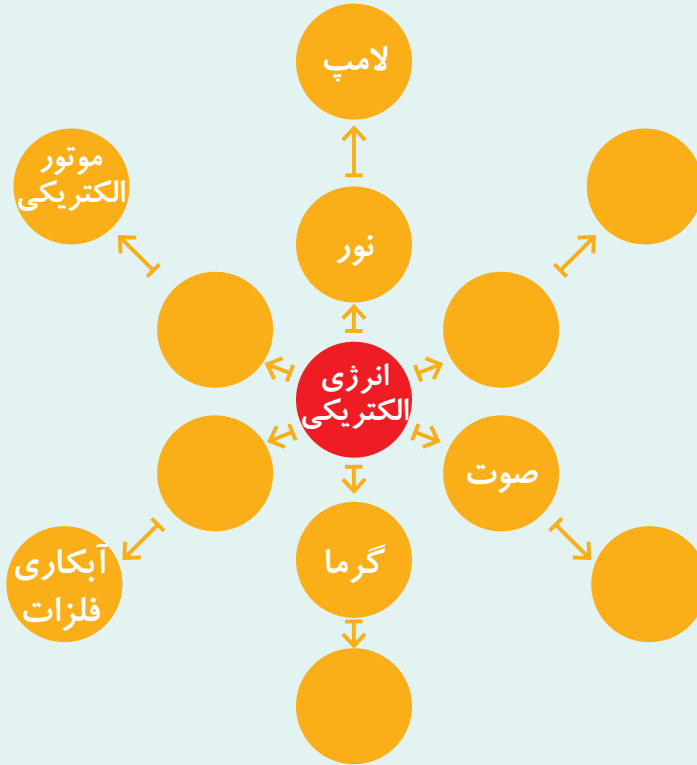 لامپ
موتور
الکتریکی
نور
انرژی
الکتریکی
صوت
گرما
آبکاری
فلزات